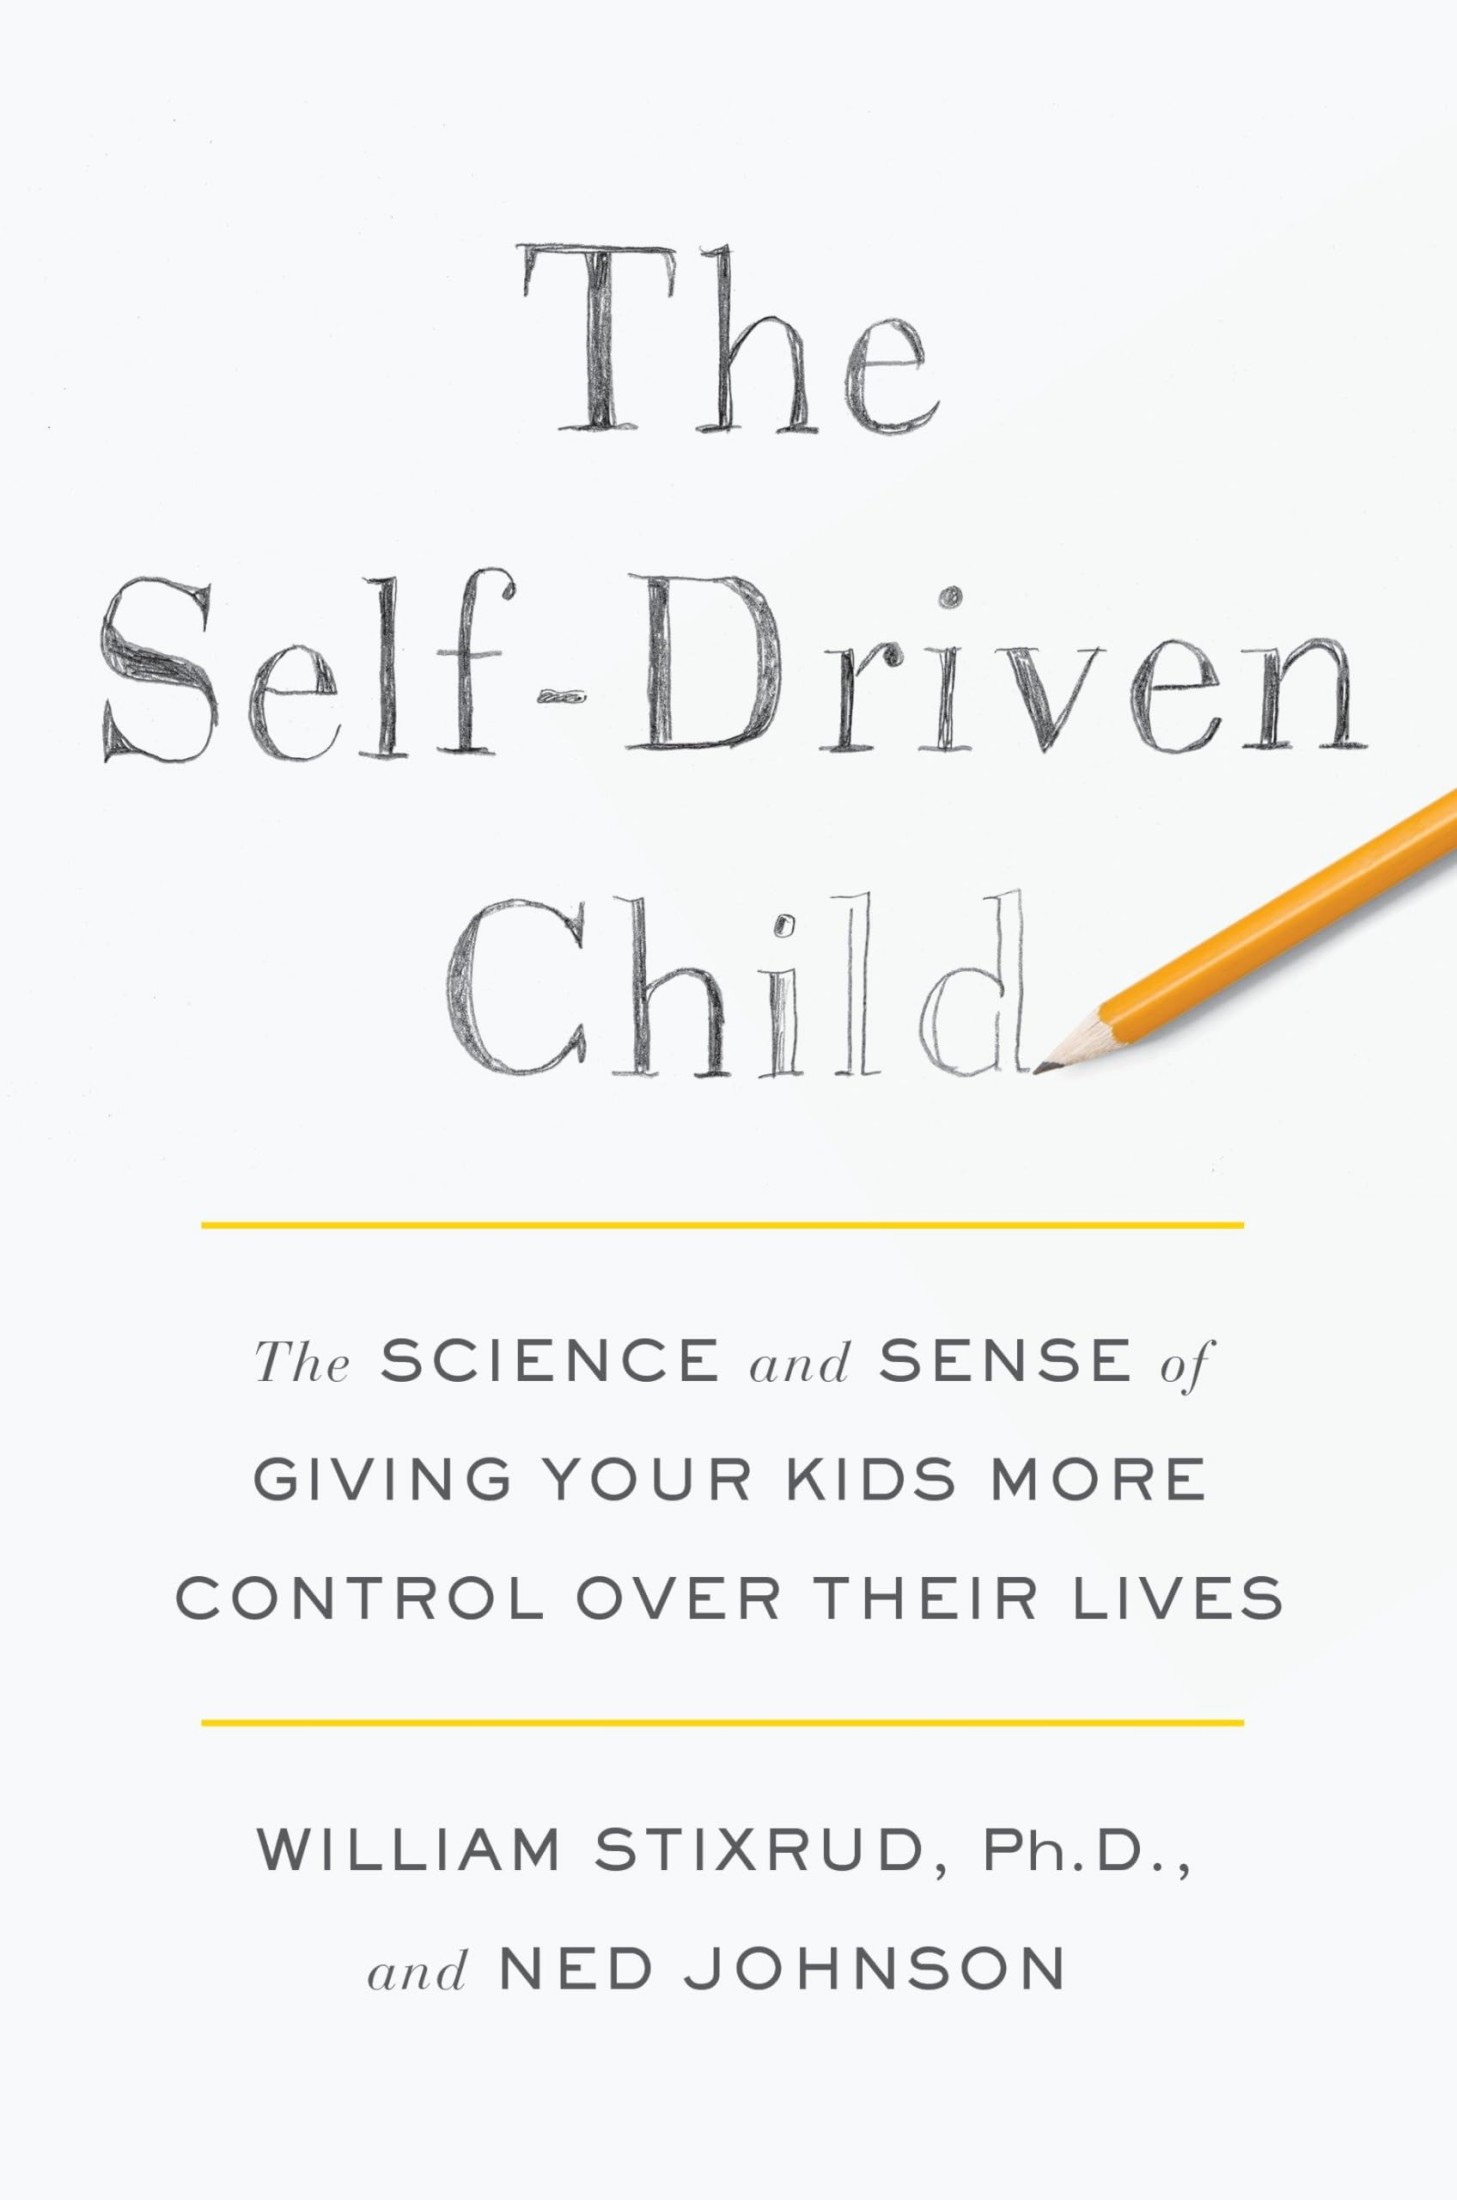 The
Self-Driven
Child
The SCIENCE and SENSE of
GIVING YOUR KIDS MORE
CONTROL OVER THEIR LIVES
WILLIAM STIXRUD, Ph.D.,
and NED JOHNSON